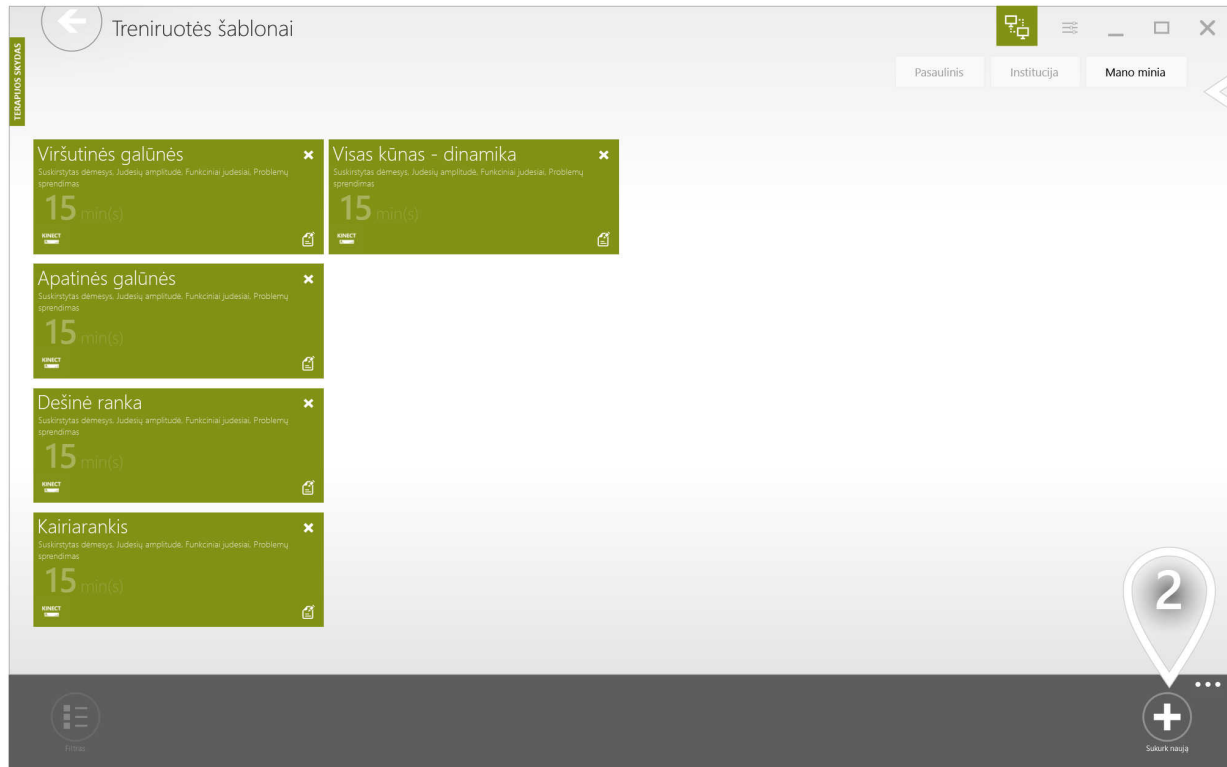 Treniruotės šablonai
TERAPIJOS SKYDAS
Pasaulinis
Institucija
Mano minia
Viršutinės galūnės
Suskirstytas dėmesys, Judesių amplitudė, Funkciniai judesiai, Problemų
sprendimas
15 min(s)
KINECT
Visas kūnas - dinamika
Suskirstytas dėmesys, Judesių amplitudė, Funkciniai judesiai, Problemų
sprendimas
15 min(s)
KINECT
Apatinės galūnės
Suskirstytas dėmesys, Judesių amplitudė, Funkciniai judesiai, Problemų
sprendimas
15 min(s)
KINECT
Dešinė ranka
Suskirstytas dėmesys, Judesių amplitudė, Funkciniai judesiai, Problemų
sprendimas
15 min(s)
KINECT
Kairiarankis
Suskirstytas dėmesys, Judesių amplitudė, Funkciniai judesiai, Problemų
sprendimas
15 min(s)
KINECT
2
Filtras
Sukurk naują